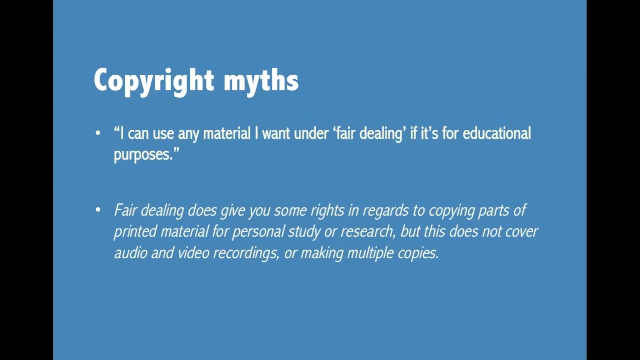 Copyright myths
• “I can use any material I want under ‘fair dealing’ if it’s for educational
purposes.”
• Fair dealing does give you some rights in regards to copying parts of
printed material for personal study or research, but this does not cover
audio and video recordings, or making multiple copies.